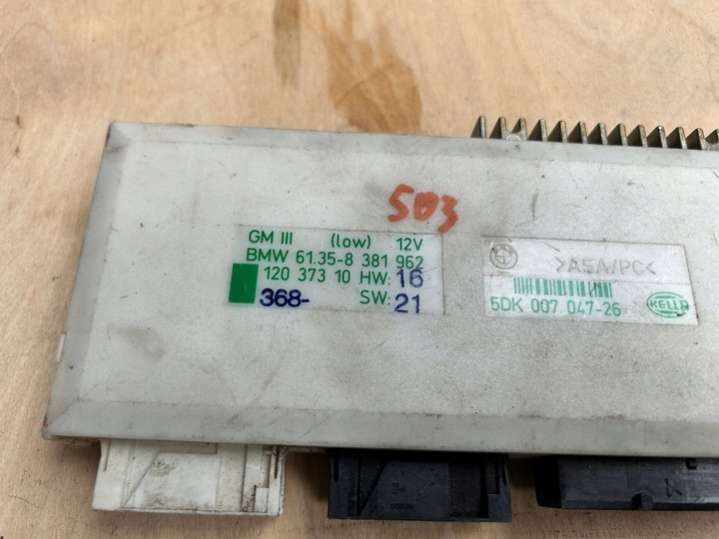 503
GM III (low) 12V
BMW 61.35-8 381 962
120 373 10 HW: 16
368- SW: 21
>ASA/PC<
5DK 007 047-26
HELLA